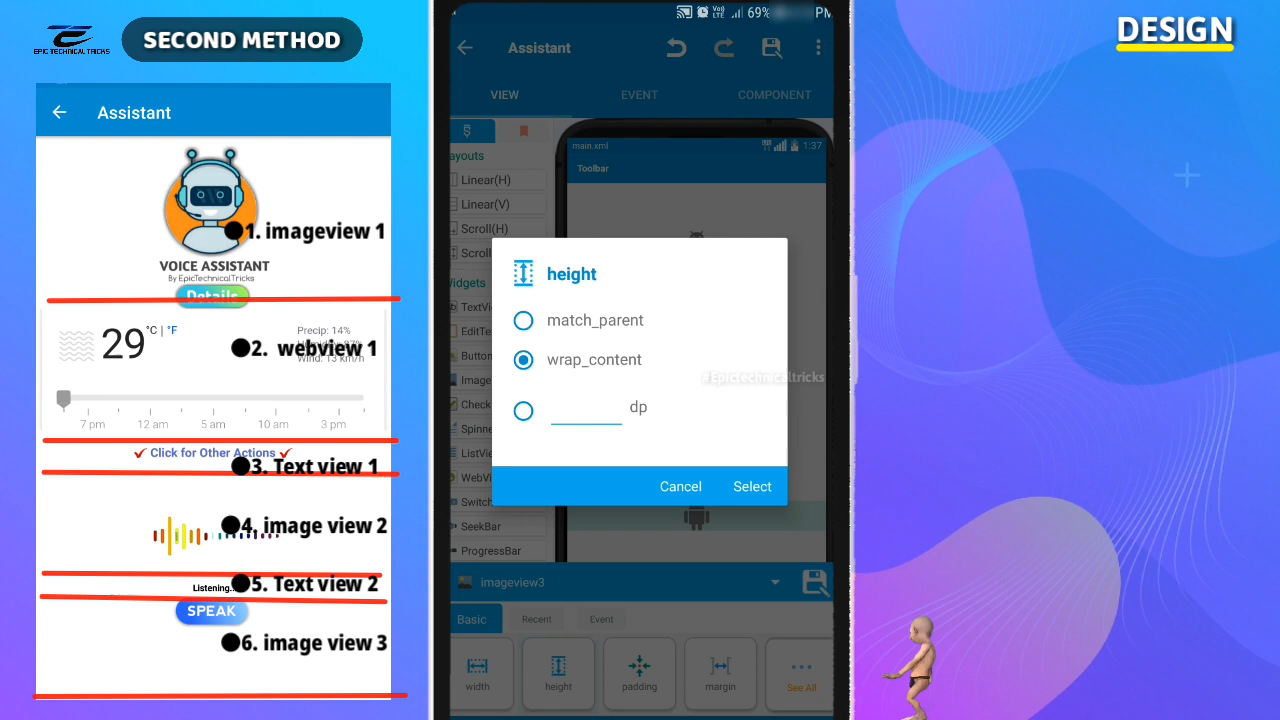 EPIC TECHNICAL TRICKS
SECOND METHOD
Assistant
1. imageview 1
VOICE ASSISTANT
By EpicTechnicalTricks
Details
29 °C | °F
Precip: 14%
2. webview 1
Wind: 13 km/h
7 pm 12 am 5 am 10 am 3 pm
Click for Other Actions
3. Text view 1
4. image view 2
Listening..
5. Text view 2
SPEAK
6. image view 3
VoI) LTE 69% PM
Assistant
VIEW EVENT COMPONENT
ayouts
Linear(H)
Linear(V)
Scroll(H)
Scroll
Widgets
TextVi
EditTe
Button
Image
Check
Spinne
ListVie
WebVi
Switch
SeekBar
ProgressBar
main.xml 1:37
Toolbar
height
match_parent
wrap_content
dp
#Epictechnicaltricks
Cancel Select
imageview3
Basic Recent Event
width height padding margin See All
DESIGN